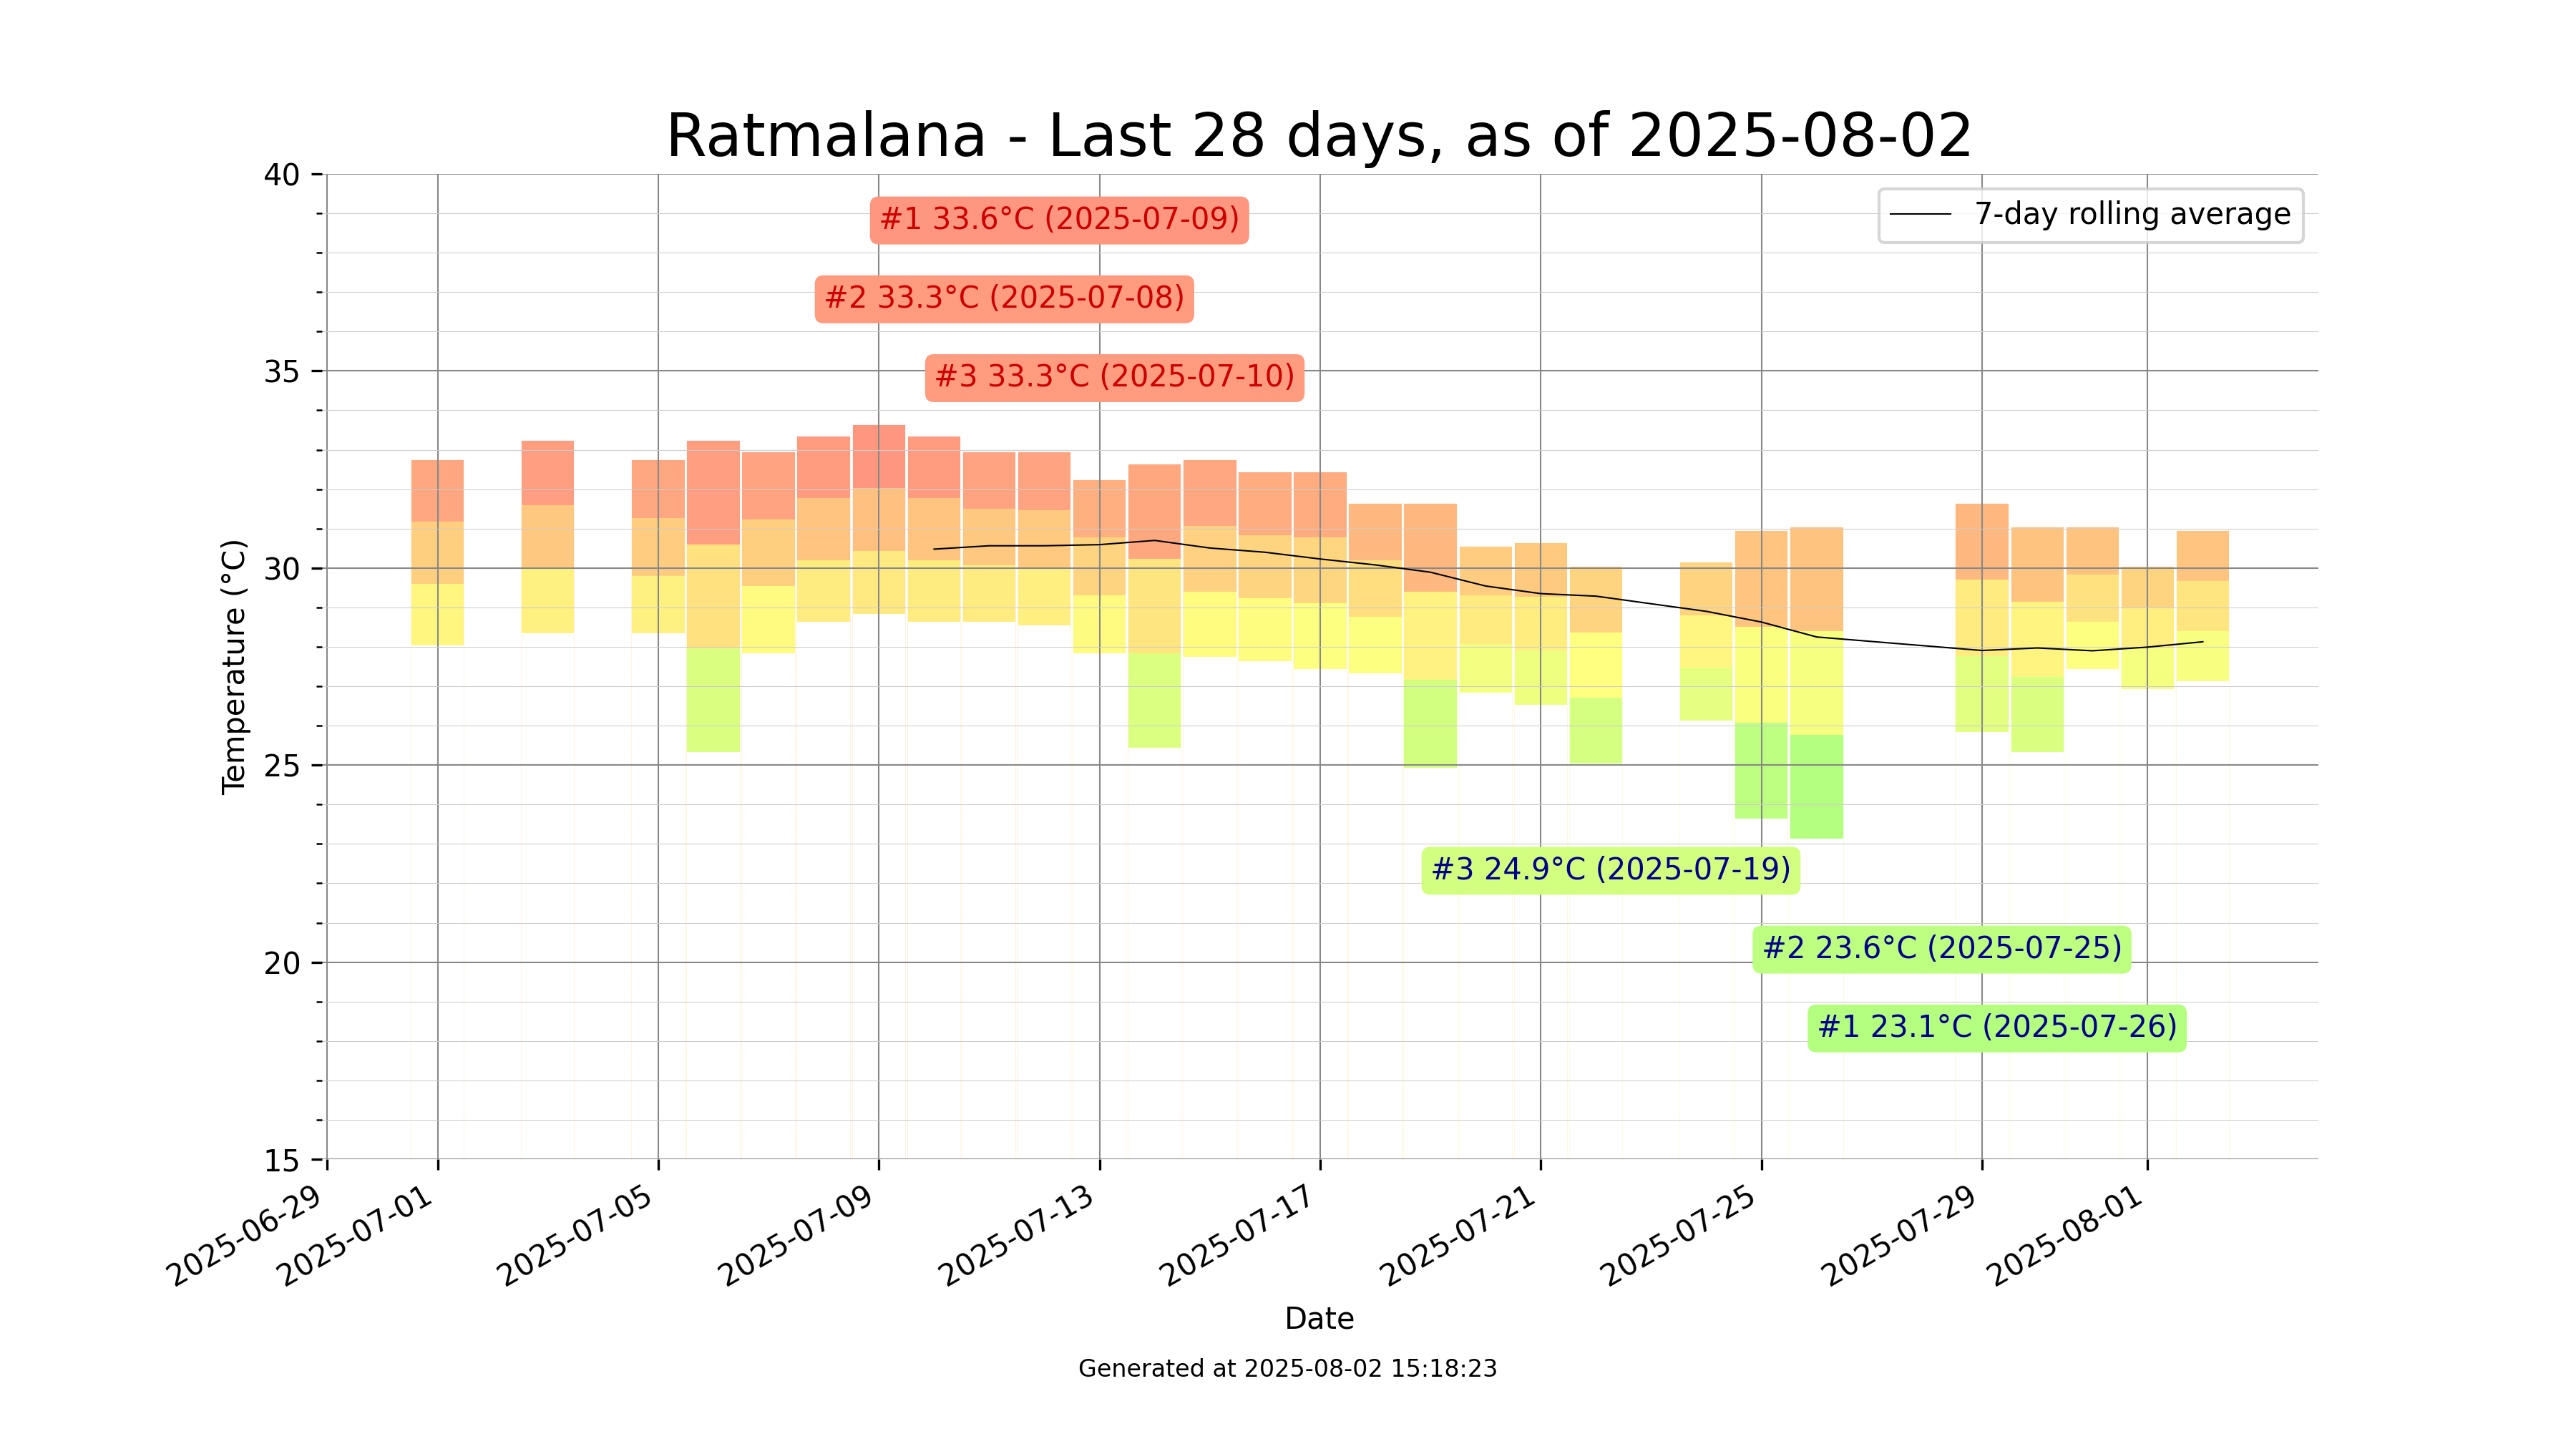 Ratmalana - Last 28 days, as of 2025-08-02
7-day rolling average
#1 33.6°C (2025-07-09)
#2 33.3°C (2025-07-08)
#3 33.3°C (2025-07-10)
#3 24.9°C (2025-07-19)
#2 23.6°C (2025-07-25)
#1 23.1°C (2025-07-26)
Temperature (°C)
40
35
30
25
20
15
2025-06-29
2025-07-01
2025-07-05
2025-07-09
2025-07-13
2025-07-17
2025-07-21
2025-07-25
2025-07-29
2025-08-01
Date
Generated at 2025-08-02 15:18:23